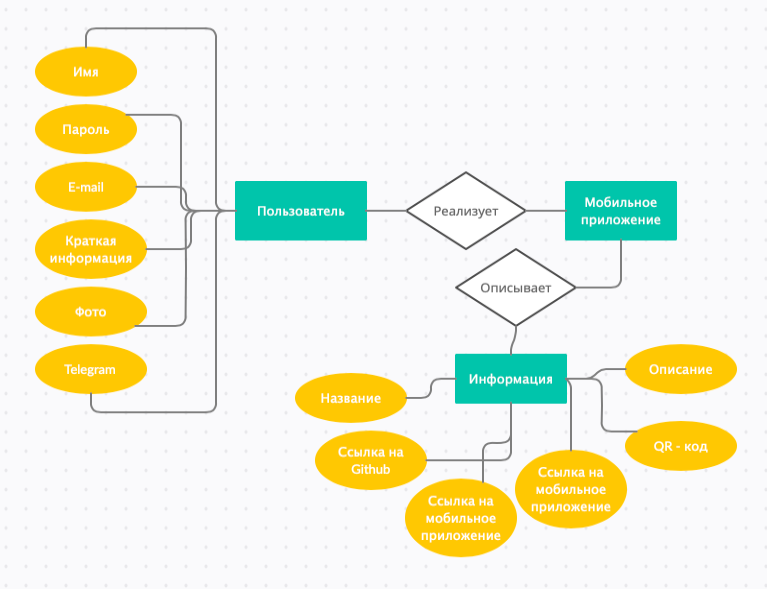 Имя
Пароль
E-mail
Краткая
информация
Фото
Telegram
Пользователь
Реализует
Мобильное
приложение
Описывает
Информация
Название
Ссылка на
Github
Ссылка на
мобильное
приложение
Ссылка на
мобильное
приложение
Описание
QR - код